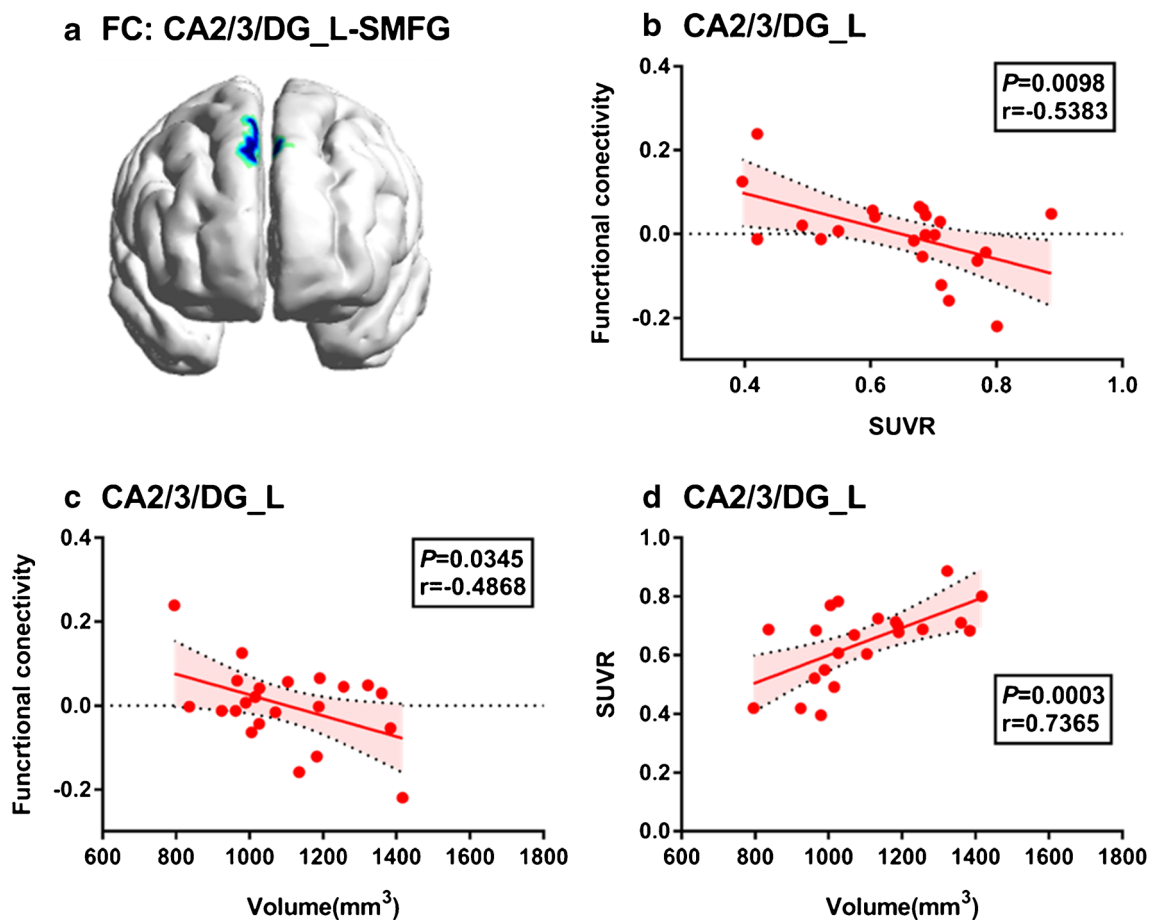 a FC: CA2/3/DG_L-SMFG
b CA2/3/DG_L
Funcrtional conectivity
0.4
0.2
0.0
-0.2
P=0.0098
r=-0.5383
0.4 0.6 0.8 1.0
SUVR
c CA2/3/DG_L
Funcrtional conectivity
0.4
0.2
0.0
-0.2
P=0.0345
r=-0.4868
600 800 1000 1200 1400 1600 1800
Volume(mm³)
d CA2/3/DG_L
SUVR
1.0
0.8
0.6
0.4
0.2
0.0
P=0.0003
r=0.7365
600 800 1000 1200 1400 1600 1800
Volume(mm³)